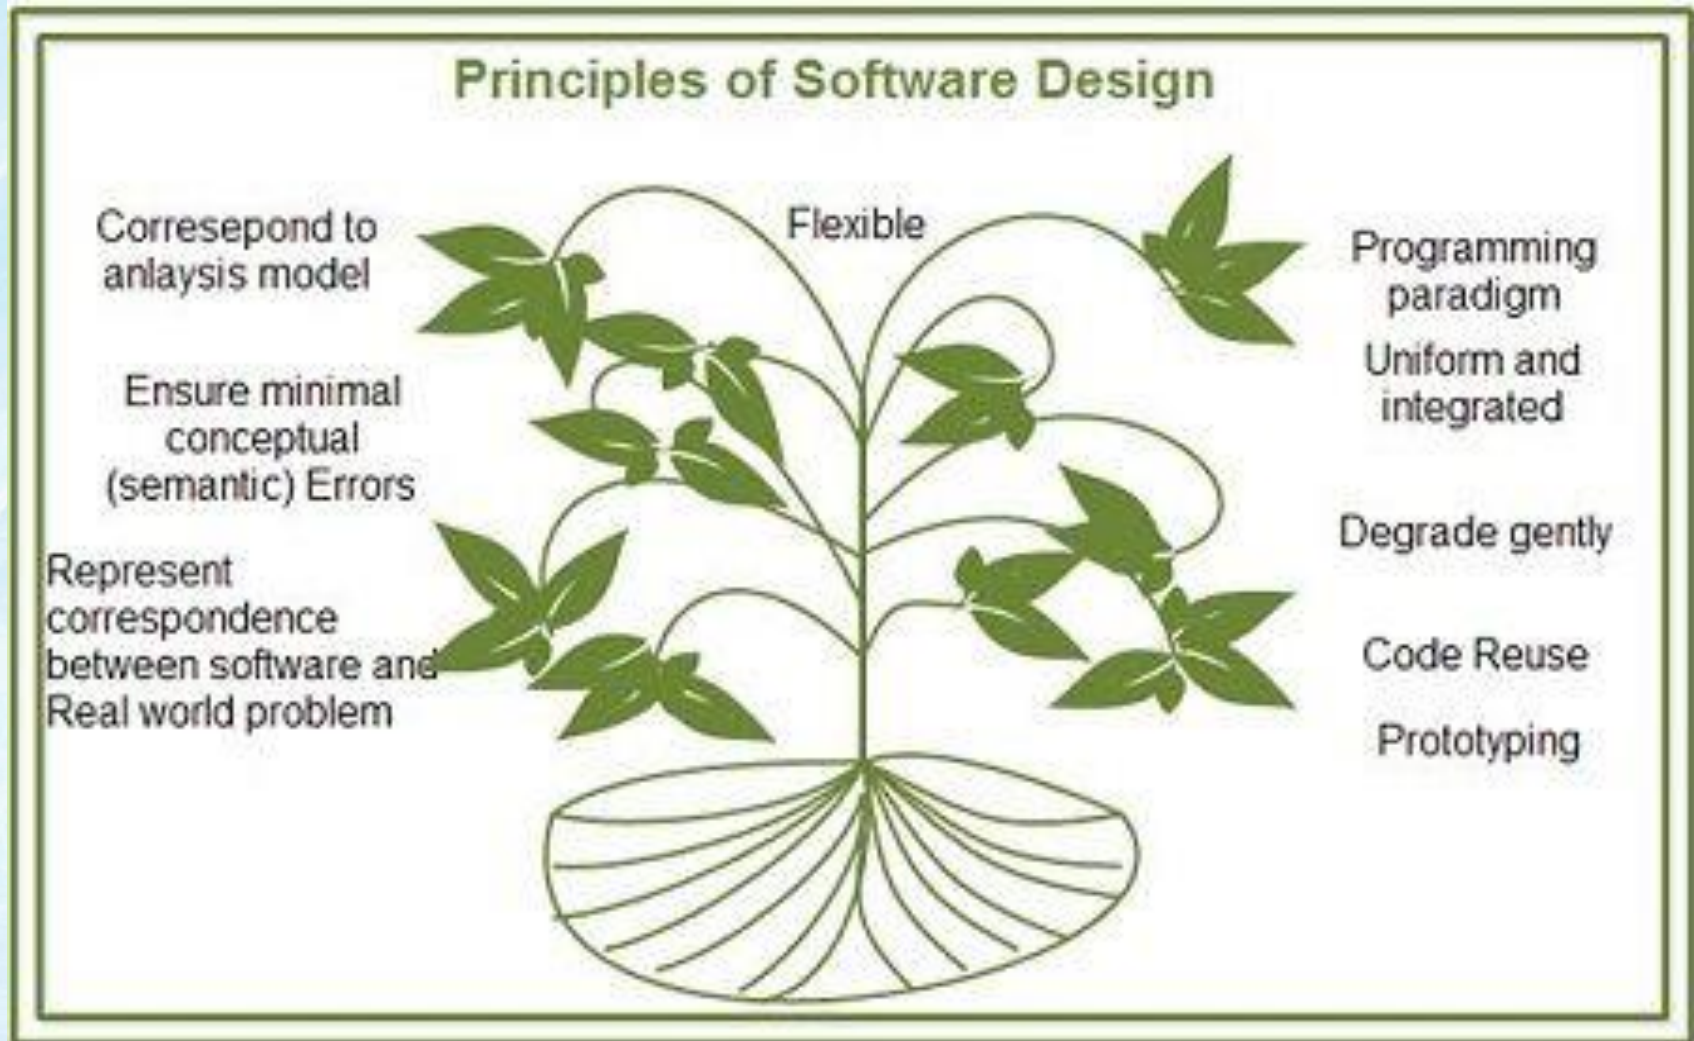 Principles of Software Design
Corresepond to
anlaysis model
Ensure minimal
conceptual
(semantic) Errors
Represent
correspondence
between software and
Real world problem
Flexible
Programming
paradigm
Uniform and
integrated
Degrade gently
Code Reuse
Prototyping